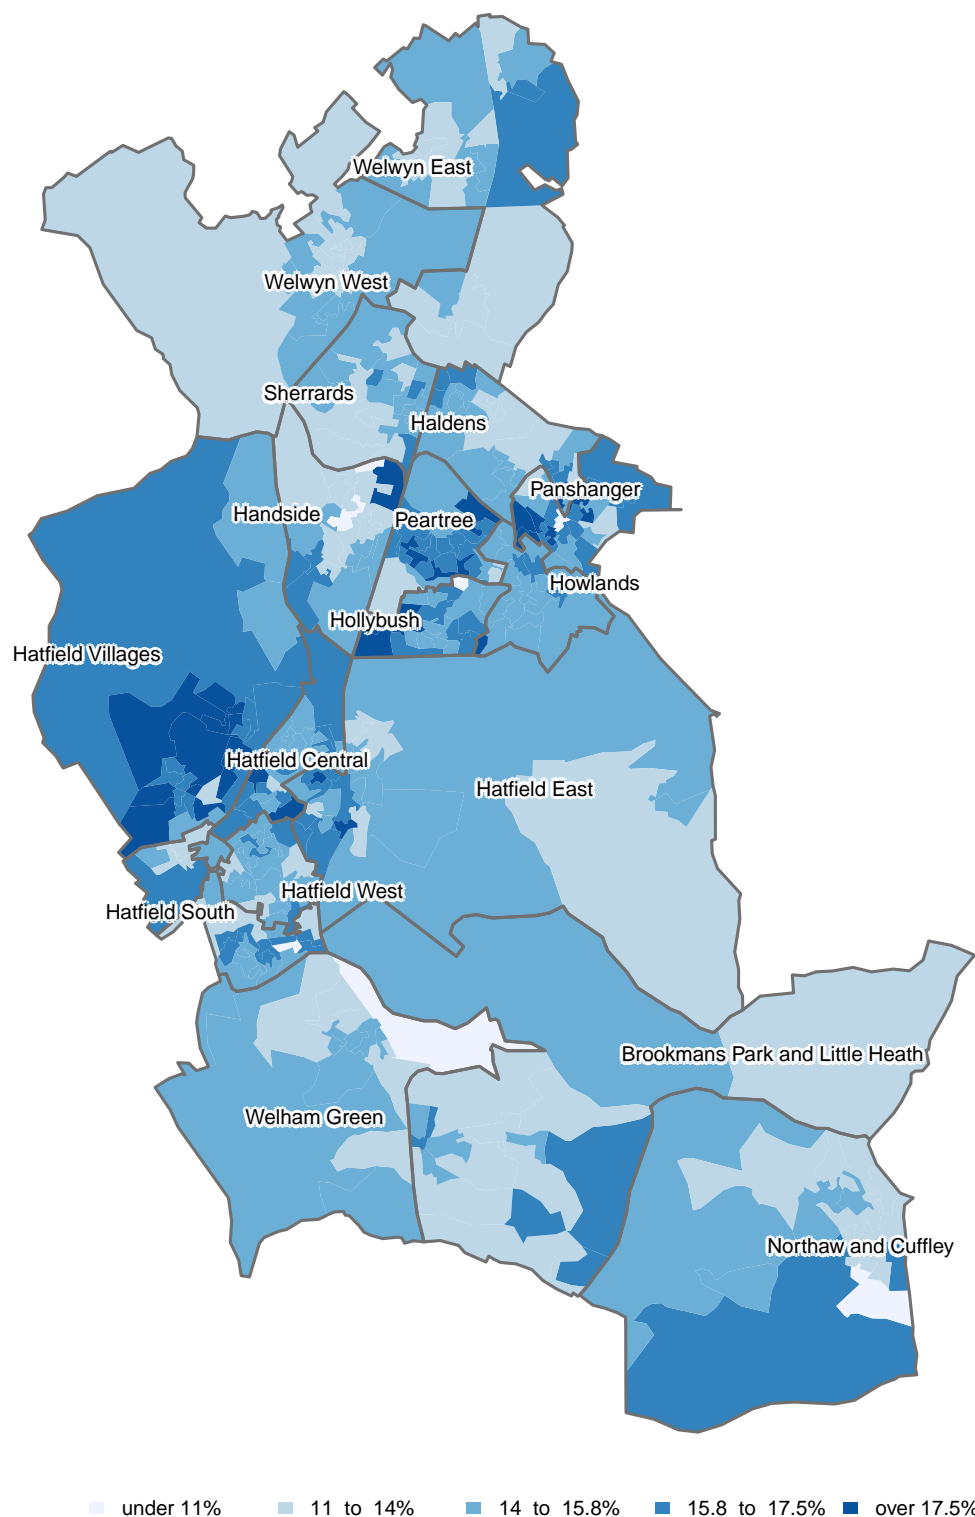 Welwyn East
Welwyn West
Sherrards
Haldens
Panshanger
Handside
Peartree
Howlands
Hollybush
Hatfield Villages
Hatfield Central
Hatfield East
Hatfield West
Hatfield South
Brookmans Park and Little Heath
Welham Green
Northaw and Cuffley
under 11% 11 to 14% 14 to 15.8% 15.8 to 17.5% over 17.5%